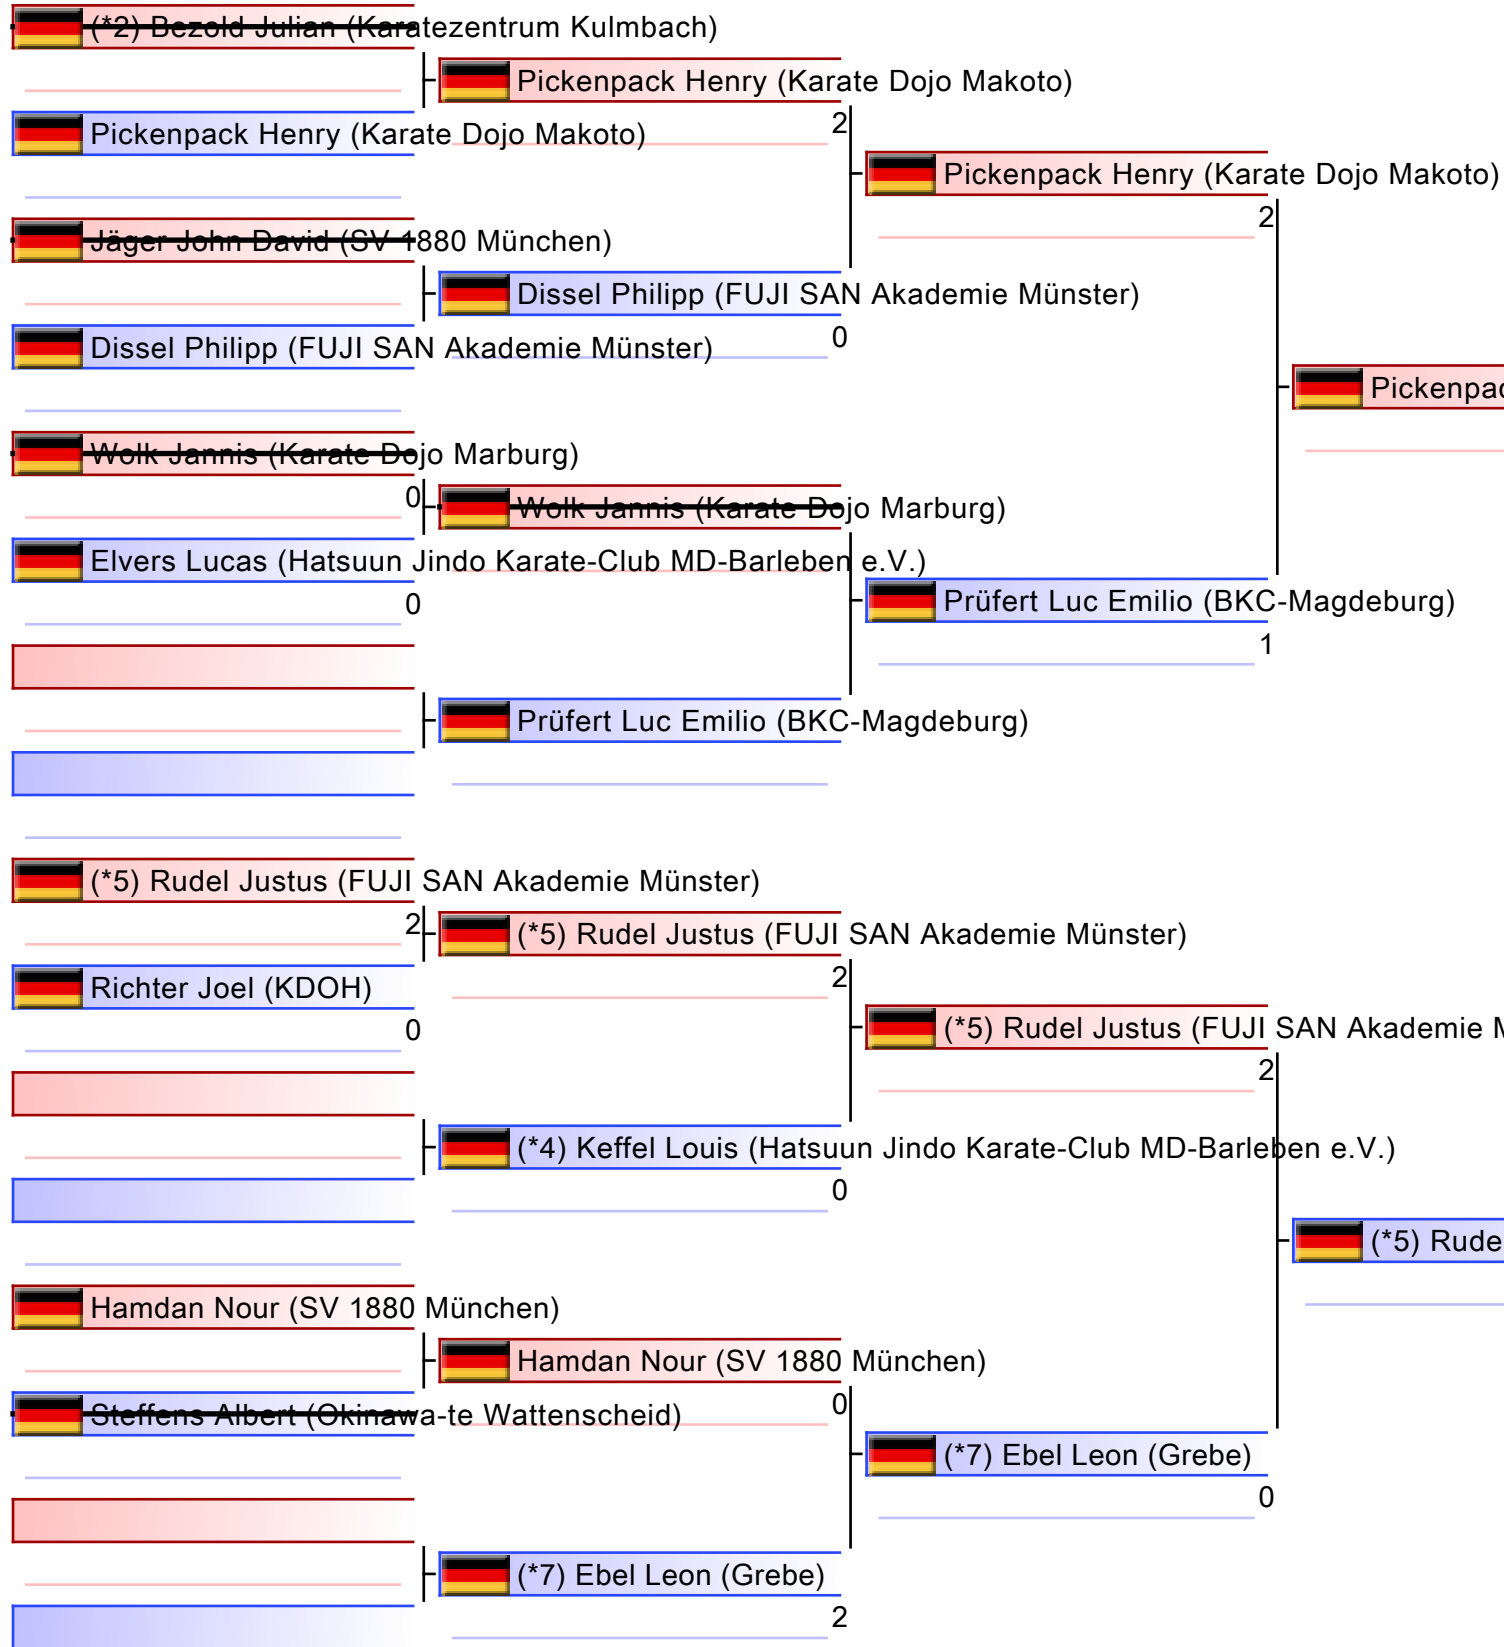 (*2) Bezold Julian (Karatezentrum Kulmbach)
Pickenpack Henry (Karate Dojo Makoto)
Pickenpack Henry (Karate Dojo Makoto)
2
Pickenpack Henry (Karate Dojo Makoto)
2
Jäger John David (SV 1880 München)
Dissel Philipp (FUJI SAN Akademie Münster)
0
Dissel Philipp (FUJI SAN Akademie Münster)
Pickenpac
Wolk Jannis (Karate Dojo Marburg)
0
Wolk Jannis (Karate Dojo Marburg)
Elvers Lucas (Hatsuun Jindo Karate-Club MD-Barleben e.V.)
0
Prüfert Luc Emilio (BKC-Magdeburg)
1
Prüfert Luc Emilio (BKC-Magdeburg)
(*5) Rudel Justus (FUJI SAN Akademie Münster)
2
(*5) Rudel Justus (FUJI SAN Akademie Münster)
2
Richter Joel (KDOH)
0
(*5) Rudel Justus (FUJI SAN Akademie M
2
(*4) Keffel Louis (Hatsuun Jindo Karate-Club MD-Barleben e.V.)
0
(*5) Rude
Hamdan Nour (SV 1880 München)
Hamdan Nour (SV 1880 München)
0
Steffens Albert (Okinawa-te Wattenscheid)
(*7) Ebel Leon (Grebe)
0
(*7) Ebel Leon (Grebe)
2